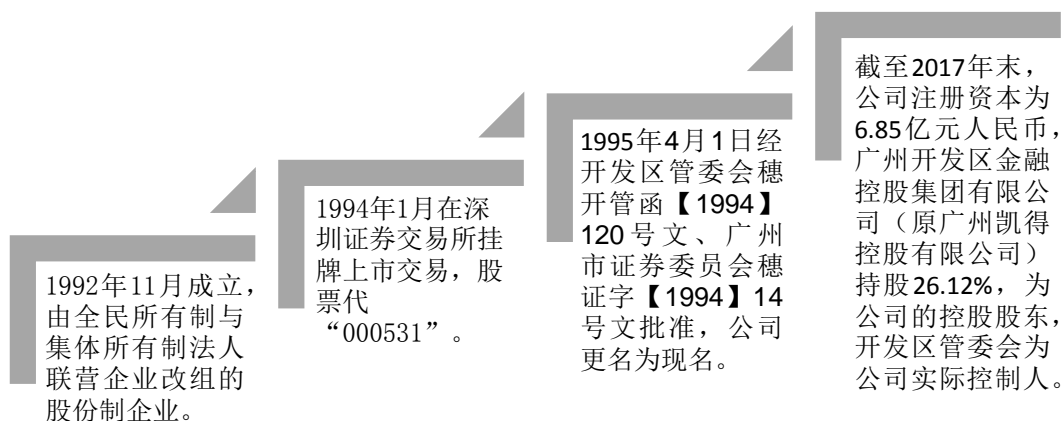 1992年11月成立，
由全民所有制与
集体所有制法人
联营企业改组的
股份制企业。
1994年1月在深
圳证券交易所挂
牌上市交易，股
票代
“000531”。
1995年4月1日经
开发区管委会穗
开管函【1994】
120号文、广州
市证券委员会穗
证字【1994】14
号文批准，公司
更名为现名。
截至2017年末，
公司注册资本为
6.85亿元人民币，
广州开发区金融
控股集团有限公
司（原广州凯得
控股有限公司）
持股26.12%，为
公司的控股股东，
开发区管委会为
公司实际控制人。